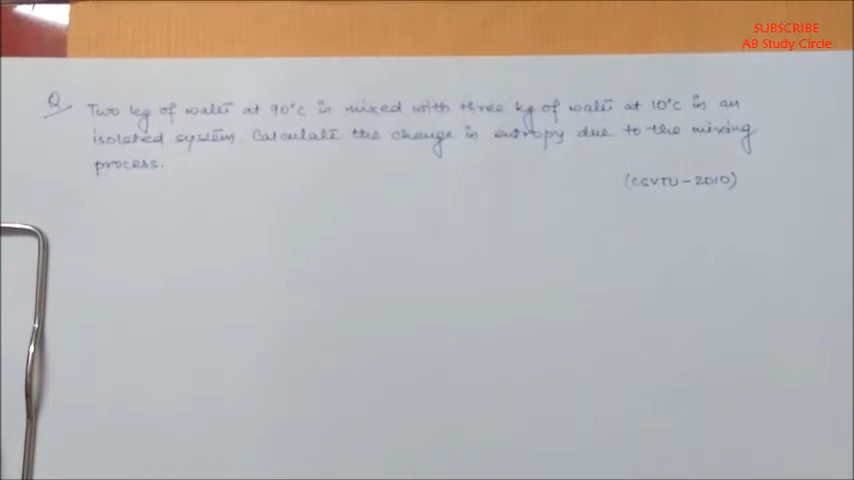 SUBSCRIBE
AB Study Circle
Q Two kg of water at 90°C is mixed with three kg of water at 10°C in an
isolated system. Calculate the change in entropy due to the mixing
process.
(CSVTU-2010)